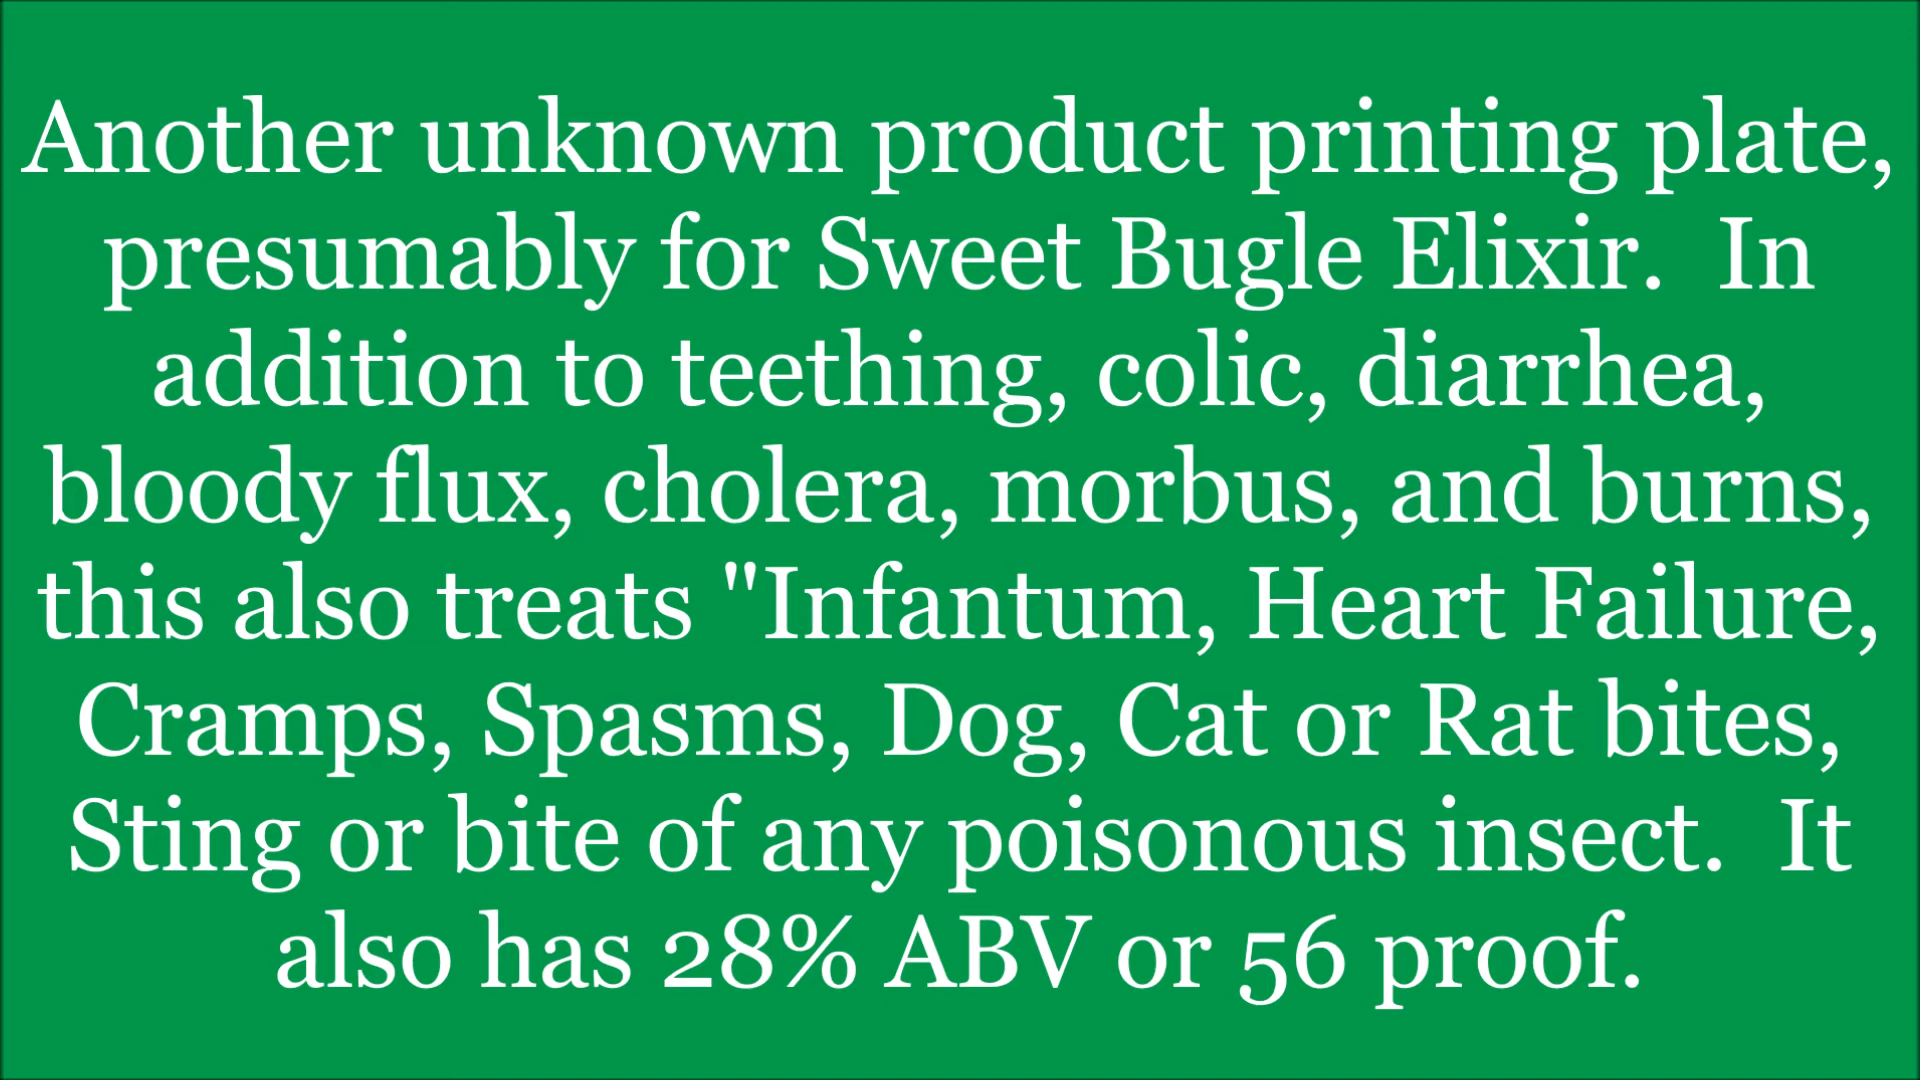 Another unknown product printing plate,
presumably for Sweet Bugle Elixir.  In
addition to teething, colic, diarrhea,
bloody flux, cholera, morbus, and burns,
this also treats "Infantum, Heart Failure,
Cramps, Spasms, Dog, Cat or Rat bites,
Sting or bite of any poisonous insect.  It
also has 28% ABV or 56 proof.